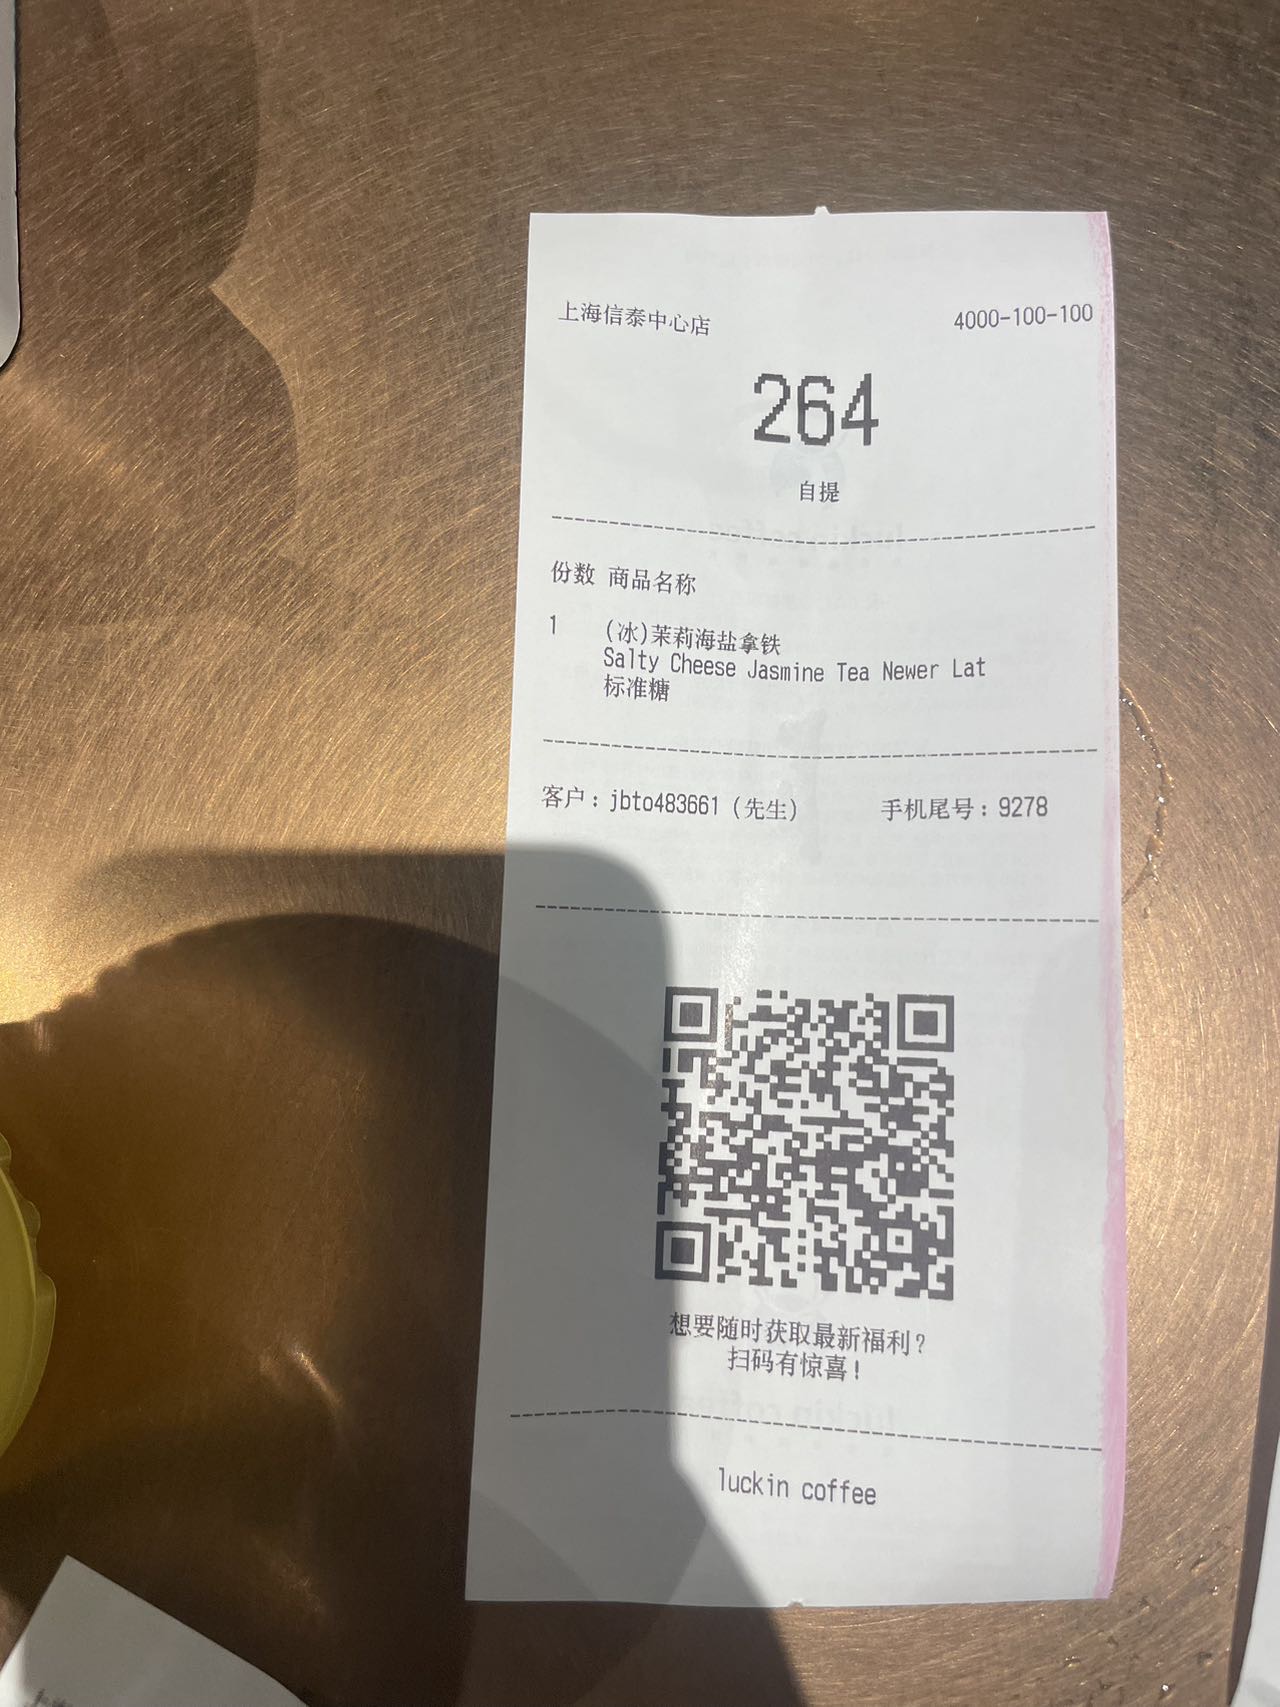 上海信泰中心店 4000-100-100
264
自提
份数 商品名称
1 (冰)茉莉海盐拿铁
Salty Cheese Jasmine Tea Newer Lat
标准糖
客户：jbto483661（先生） 手机尾号：9278
想要随时获取最新福利？
扫码有惊喜！
luckin coffee